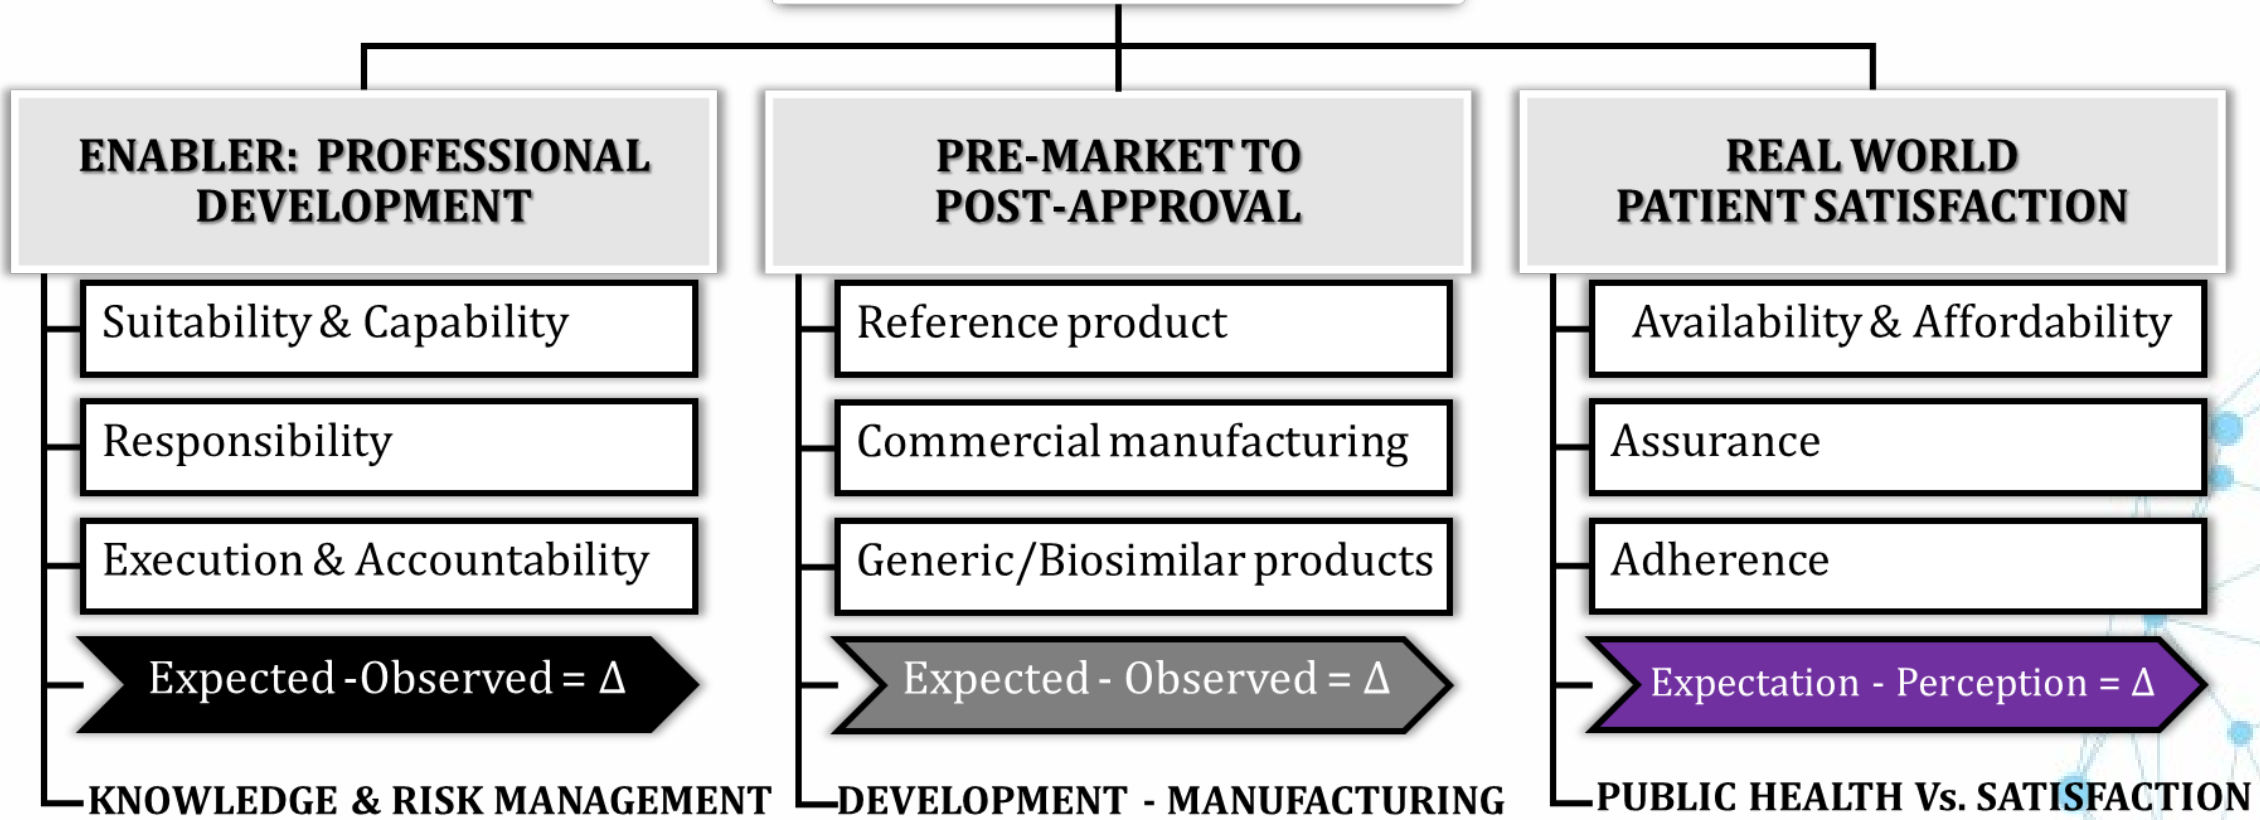 ENABLER: PROFESSIONAL
DEVELOPMENT
Suitability & Capability
Responsibility
Execution & Accountability
Expected -Observed = Δ
KNOWLEDGE & RISK MANAGEMENT
PRE-MARKET TO
POST-APPROVAL
Reference product
Commercial manufacturing
Generic/Biosimilar products
Expected - Observed = Δ
DEVELOPMENT - MANUFACTURING
REAL WORLD
PATIENT SATISFACTION
Availability & Affordability
Assurance
Adherence
Expectation - Perception = Δ
PUBLIC HEALTH Vs. SATISFACTION